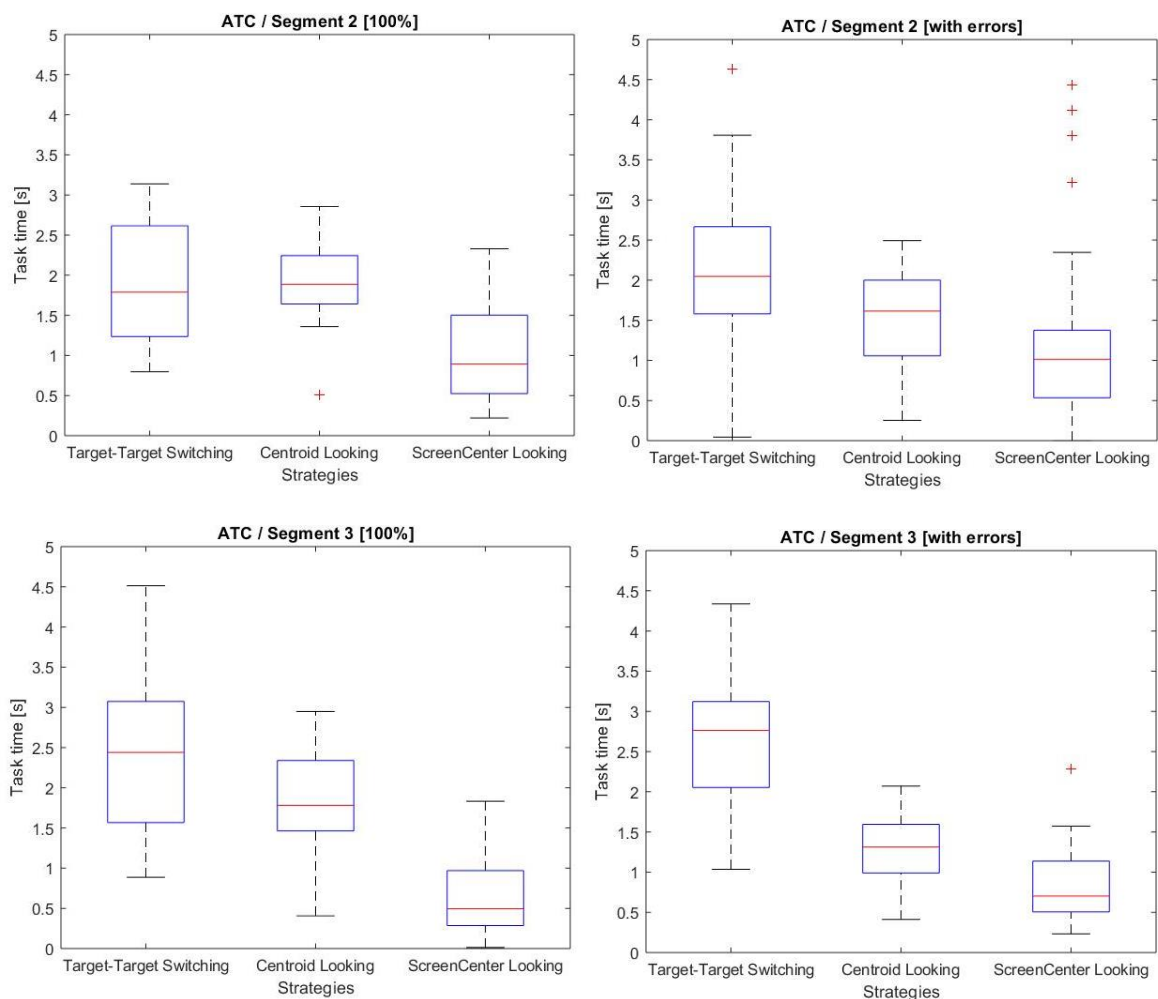 ATC / Segment 2 [100%]
5
4.5
4
3.5
3
2.5
2
1.5
1
0.5
0
Task time [s]
Target-Target Switching Centroid Looking ScreenCenter Looking
Strategies
ATC / Segment 2 [with errors]
5
4.5
4
3.5
3
2.5
2
1.5
1
0.5
0
Task time [s]
Target-Target Switching Centroid Looking ScreenCenter Looking
Strategies
ATC / Segment 3 [100%]
5
4.5
4
3.5
3
2.5
2
1.5
1
0.5
0
Task time [s]
Target-Target Switching Centroid Looking ScreenCenter Looking
Strategies
ATC / Segment 3 [with errors]
5
4.5
4
3.5
3
2.5
2
1.5
1
0.5
0
Task time [s]
Target-Target Switching Centroid Looking ScreenCenter Looking
Strategies